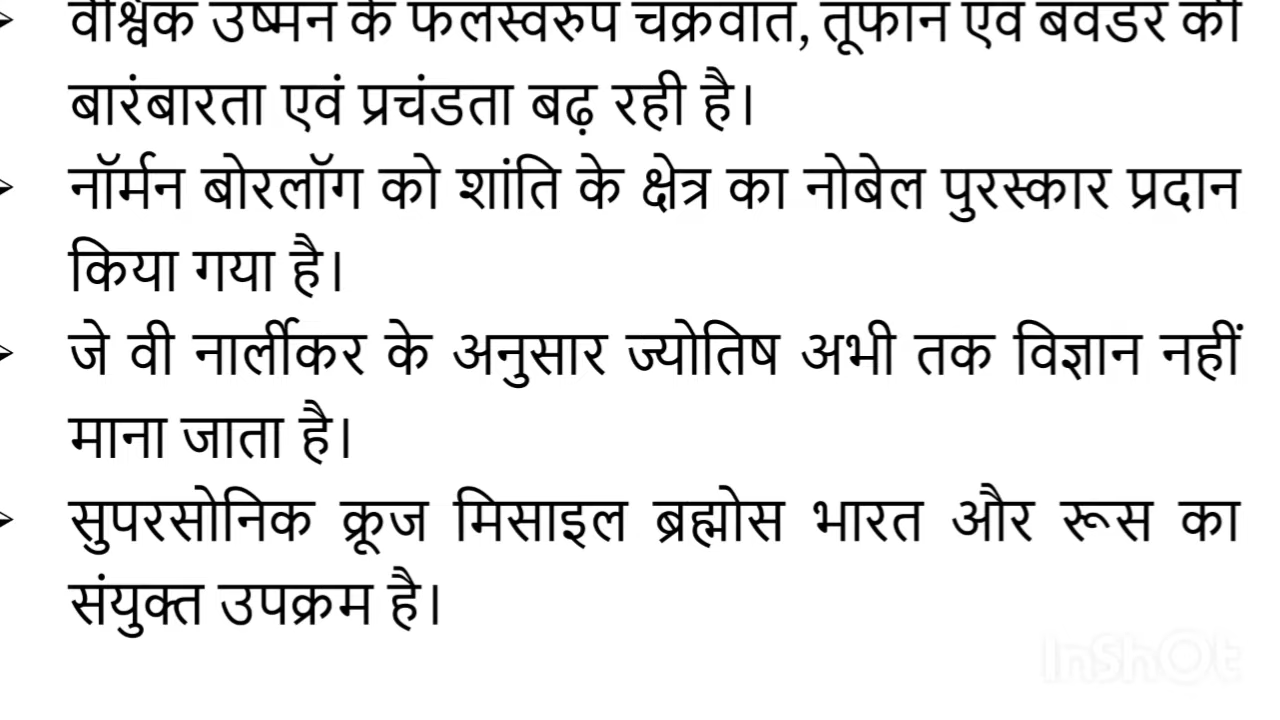 वैश्विक उष्मन के फलस्वरुप चक्रवात, तूफान एवं बवंडर की
बारंबारता एवं प्रचंडता बढ़ रही है।
नॉर्मन बोरलॉग को शांति के क्षेत्र का नोबेल पुरस्कार प्रदान
किया गया है।
जे वी नार्लीकर के अनुसार ज्योतिष अभी तक विज्ञान नहीं
माना जाता है।
सुपरसोनिक क्रूज मिसाइल ब्रह्मोस भारत और रूस का
संयुक्त उपक्रम है।
InShOt